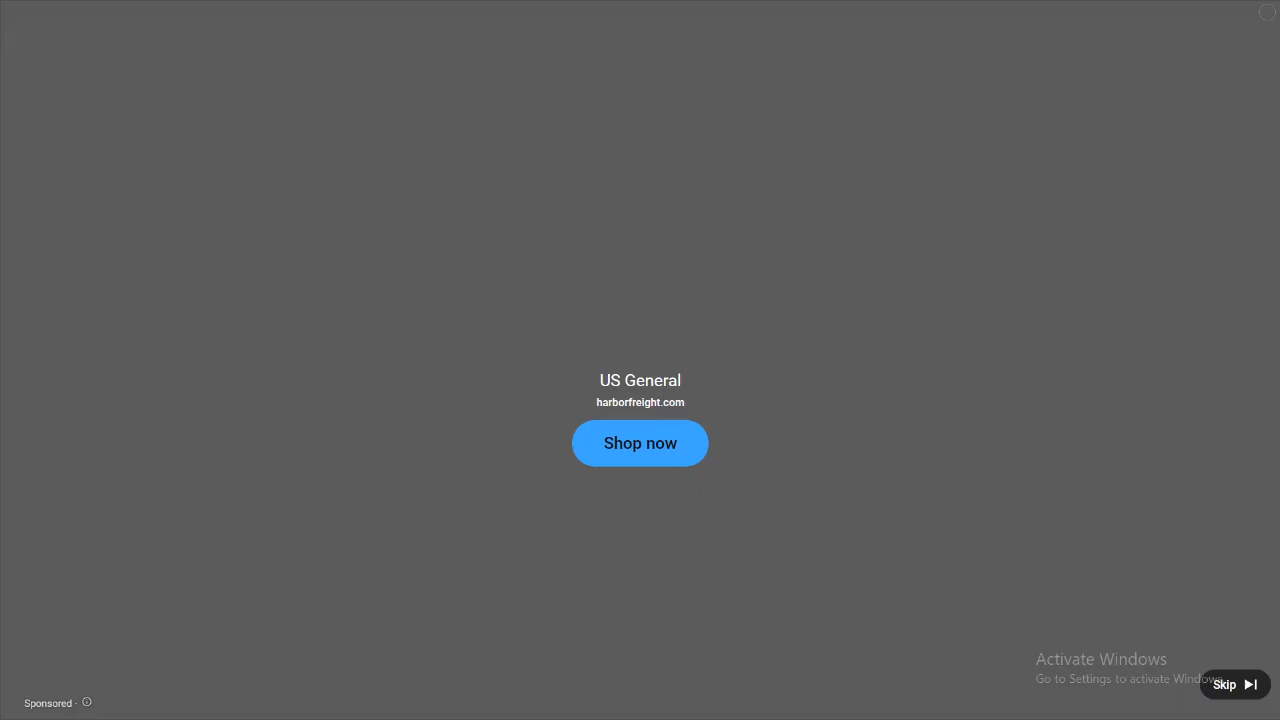 US General
harborfreight.com
Shop now
Activate Windows
Go to Settings to activate Windows.
Skip
Sponsored ·